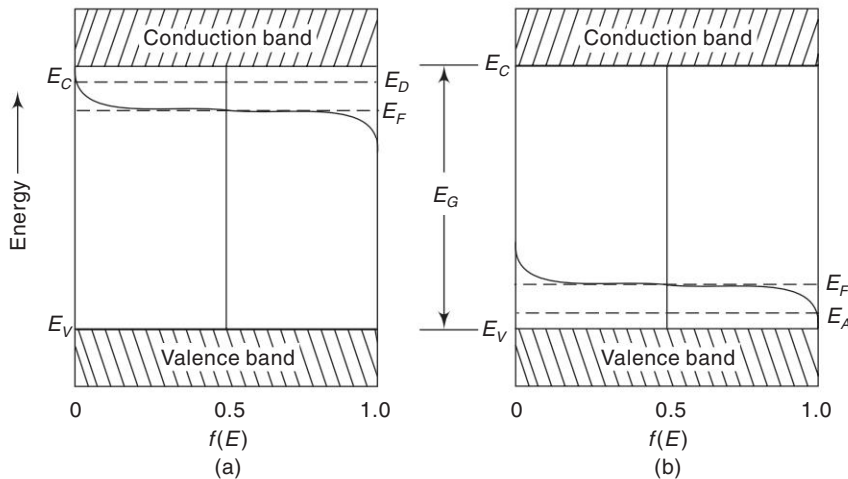 Conduction band
E_C
E_D
E_F
Energy
E_V
Valence band
0 0.5 1.0
f(E)
(a)
E_G
Conduction band
E_C
E_F
E_A
E_V
Valence band
0 0.5 1.0
f(E)
(b)